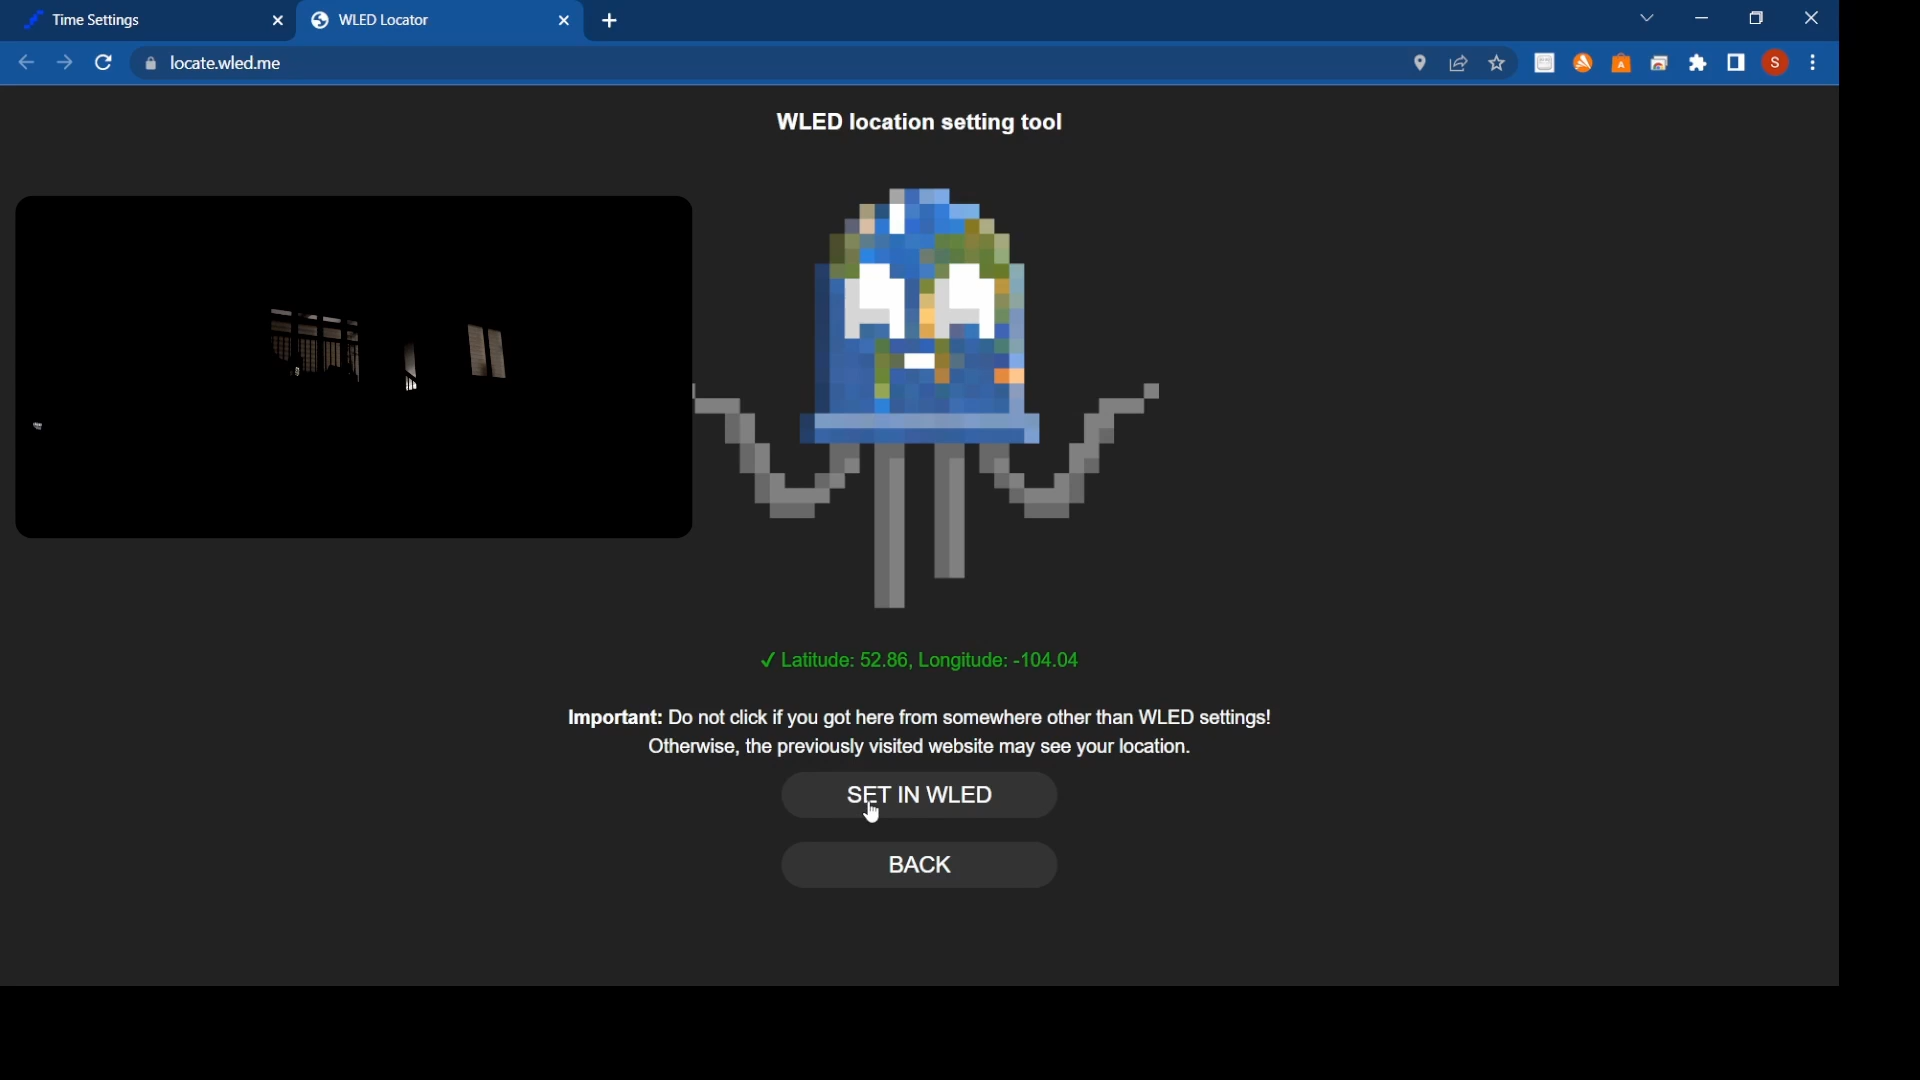 Time Settings
WLED Locator
locate.wled.me
S
WLED location setting tool
✓ Latitude: 52.86, Longitude: -104.04
Important: Do not click if you got here from somewhere other than WLED settings!
Otherwise, the previously visited website may see your location.
SET IN WLED
BACK